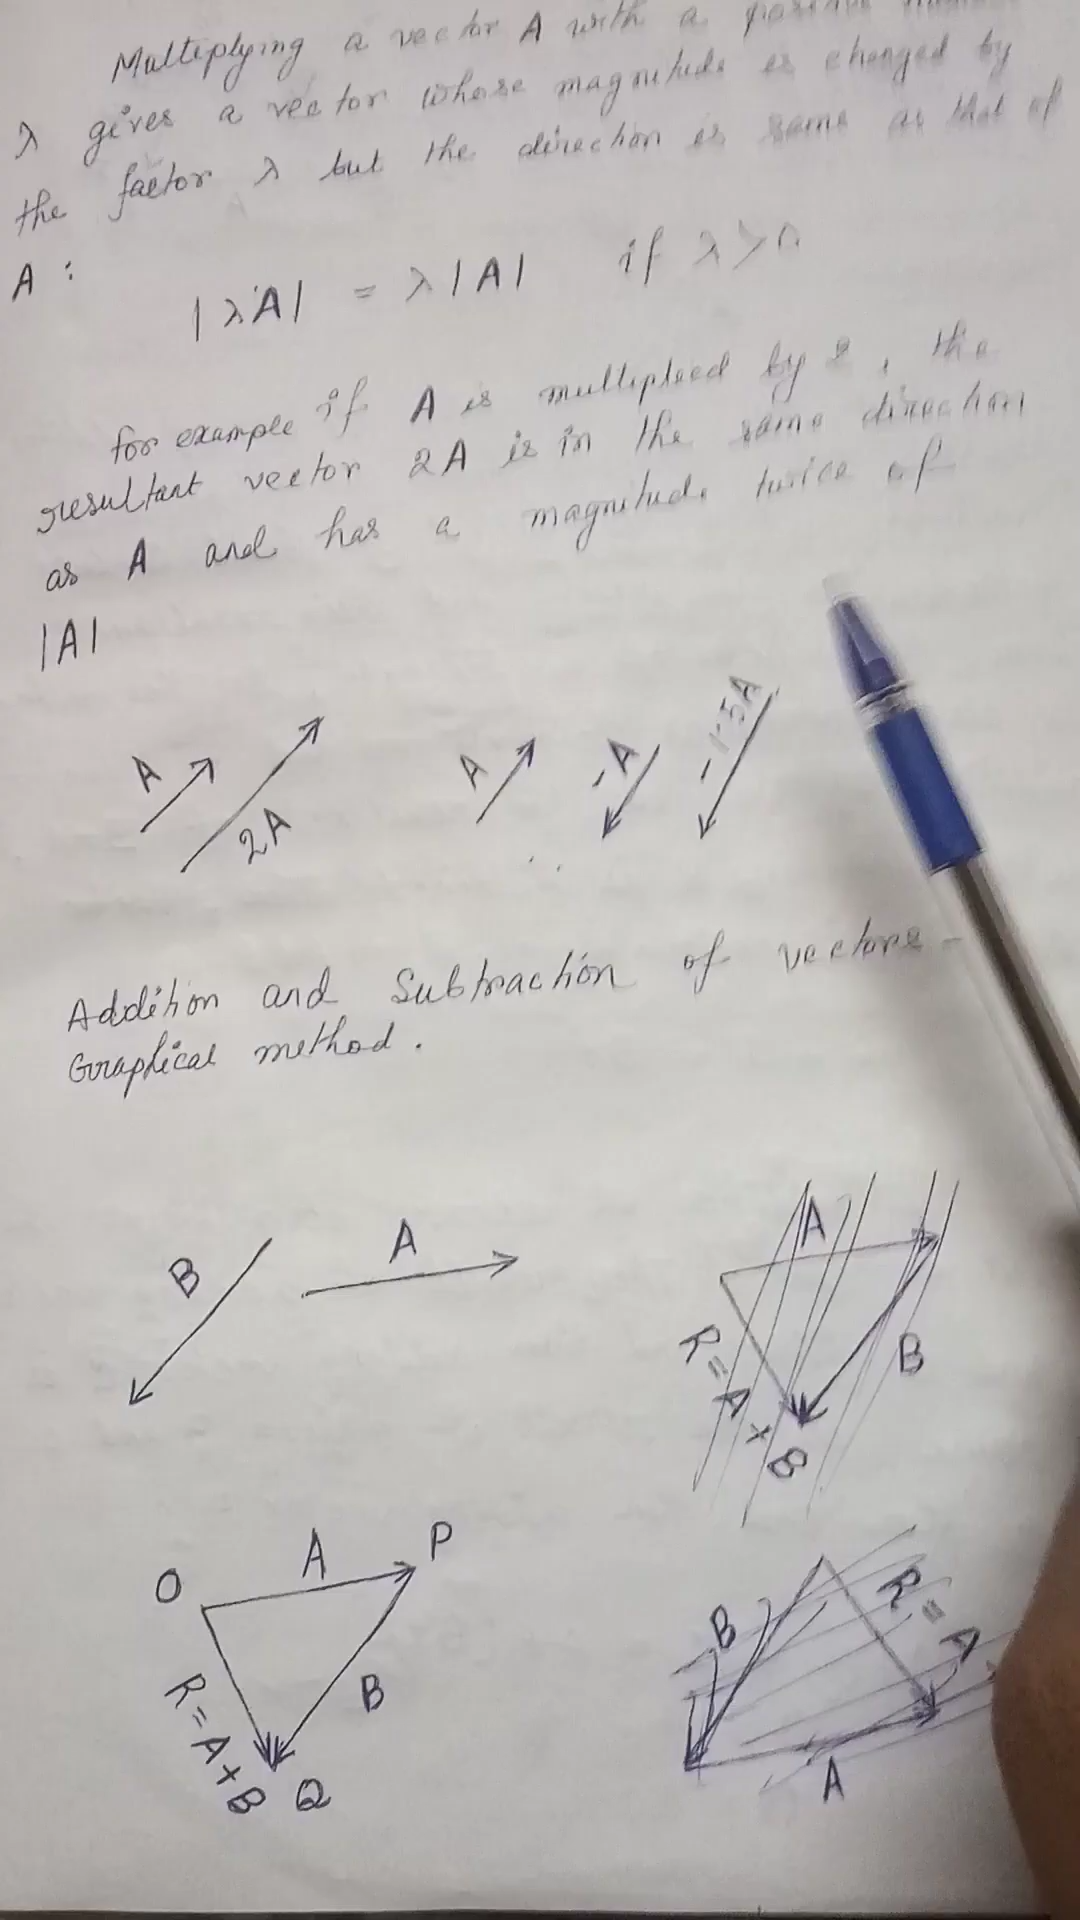 Multiplying a vector A with a positive number
λ gives a vector whose magnitude is changed by
the factor λ but the direction is same as that of
A :
|λA| = λ|A| if λ>0
for example if A is multiplied by 2, the
resultant vector 2A is in the same direction
as A and has a magnitude twice of
|A|
A 2A A -A -1.5A
Addition and Subtraction of vectors -
Graphical method.
B A
A
B
R=A+B
O A P
B
R=A+B
Q
B
R=A
A